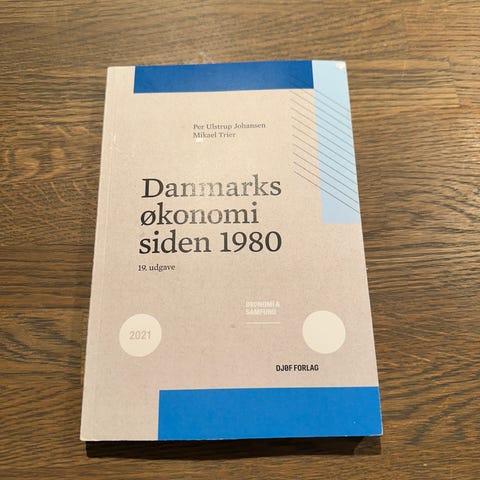 Per Ulstrup Johansen
Mikael Trier
Danmarks
økonomi
siden 1980
19. udgave
ØKONOMI &
SAMFUND
2021
DJØF FORLAG